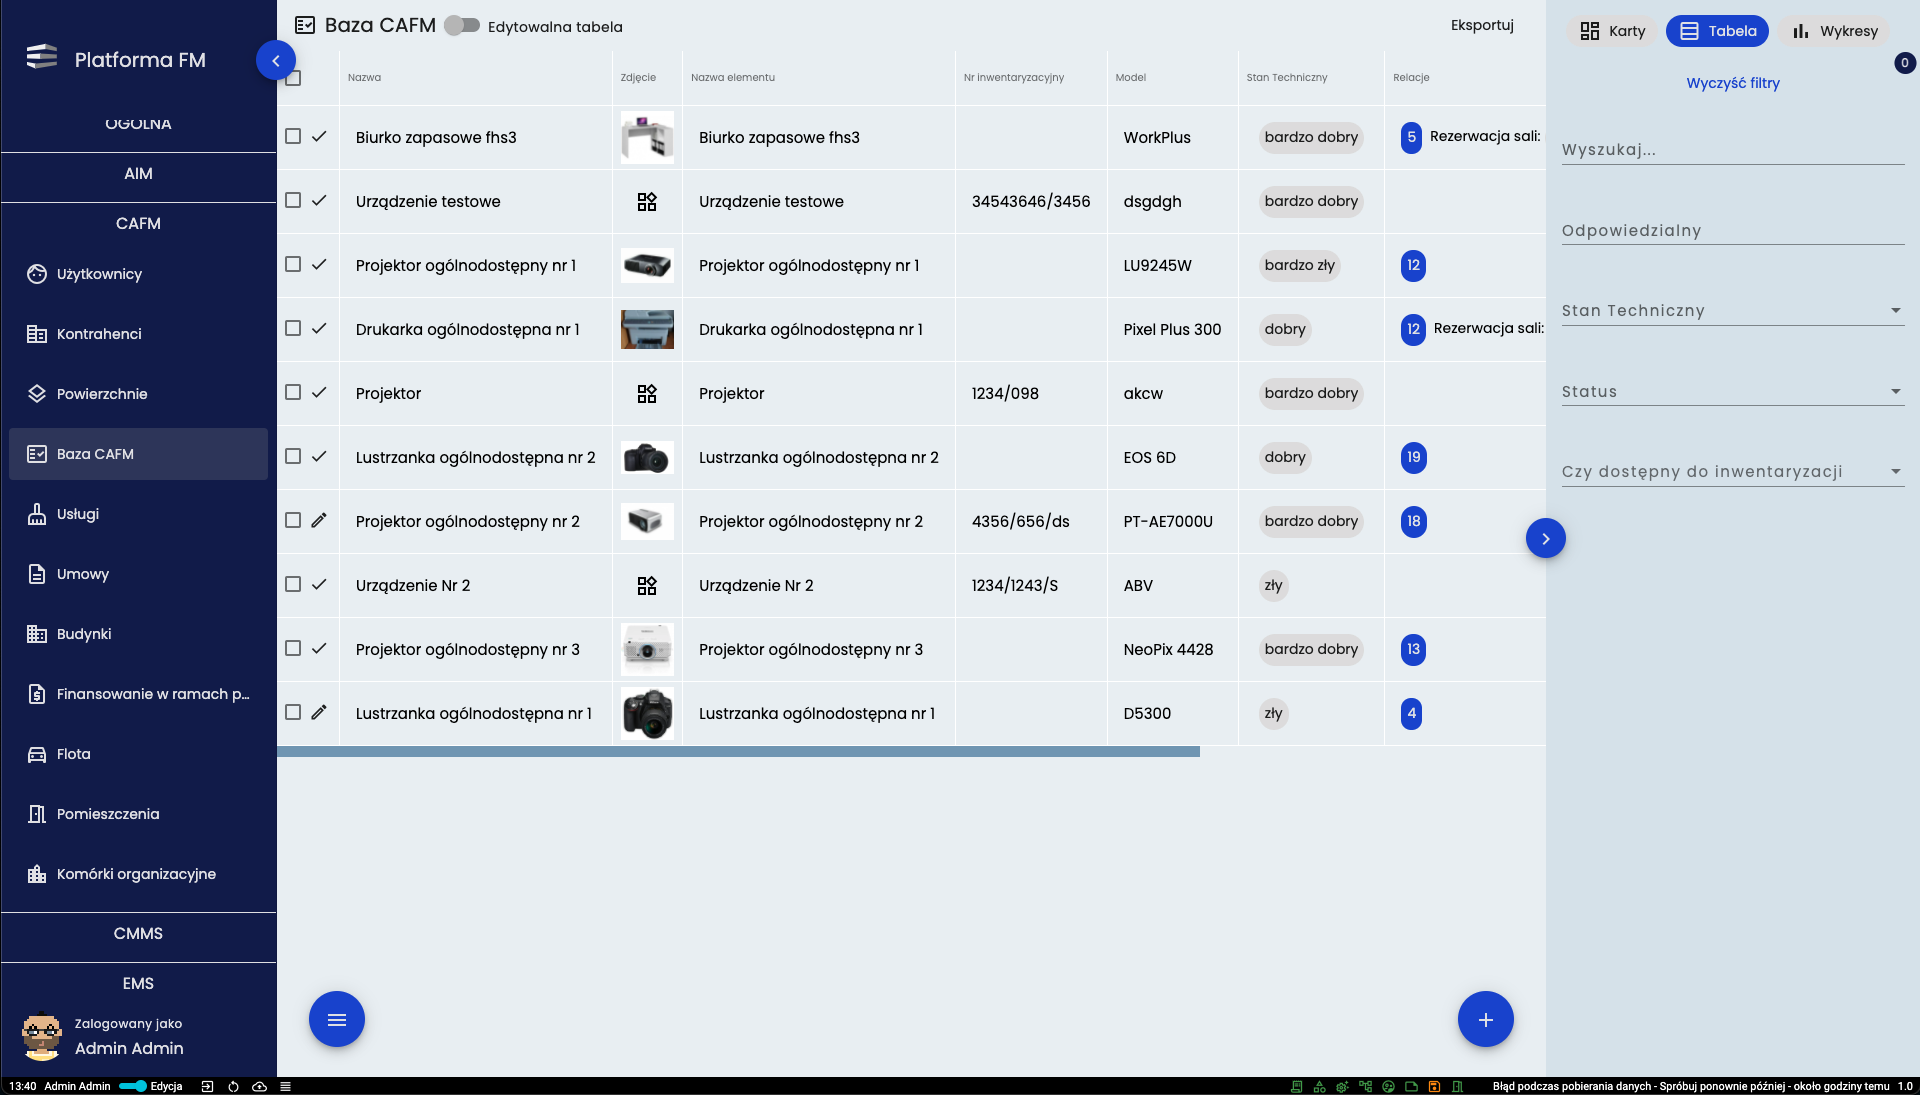 Platforma FM
OGÓLNA
AIM
CAFM
Użytkownicy
Kontrahenci
Powierzchnie
Baza CAFM
Usługi
Umowy
Budynki
Finansowanie w ramach p...
Flota
Pomieszczenia
Komórki organizacyjne
CMMS
EMS
Zalogowany jako
Admin Admin
Baza CAFM Edytowalna tabela Eksportuj
Nazwa Zdjęcie Nazwa elementu Nr inwentaryzacyjny Model Stan Techniczny Relacje
Biurko zapasowe fhs3 Biurko zapasowe fhs3 WorkPlus bardzo dobry 5 Rezerwacja sali:
Urządzenie testowe Urządzenie testowe 34543646/3456 dsgdgh bardzo dobry
Projektor ogólnodostępny nr 1 Projektor ogólnodostępny nr 1 LU9245W bardzo zły 12
Drukarka ogólnodostępna nr 1 Drukarka ogólnodostępna nr 1 Pixel Plus 300 dobry 12 Rezerwacja sali:
Projektor Projektor 1234/098 akcw bardzo dobry
Lustrzanka ogólnodostępna nr 2 Lustrzanka ogólnodostępna nr 2 EOS 6D dobry 19
Projektor ogólnodostępny nr 2 Projektor ogólnodostępny nr 2 4356/656/ds PT-AE7000U bardzo dobry 18
Urządzenie Nr 2 Urządzenie Nr 2 1234/1243/S ABV zły
Projektor ogólnodostępny nr 3 Projektor ogólnodostępny nr 3 NeoPix 4428 bardzo dobry 13
Lustrzanka ogólnodostępna nr 1 Lustrzanka ogólnodostępna nr 1 D5300 zły 4
Karty Tabela Wykresy
0
Wyczyść filtry
Wyszukaj...
Odpowiedzialny
Stan Techniczny
Status
Czy dostępny do inwentaryzacji
13:40 Admin Admin Edycja Błąd podczas pobierania danych - Spróbuj ponownie później - około godziny temu 1.0